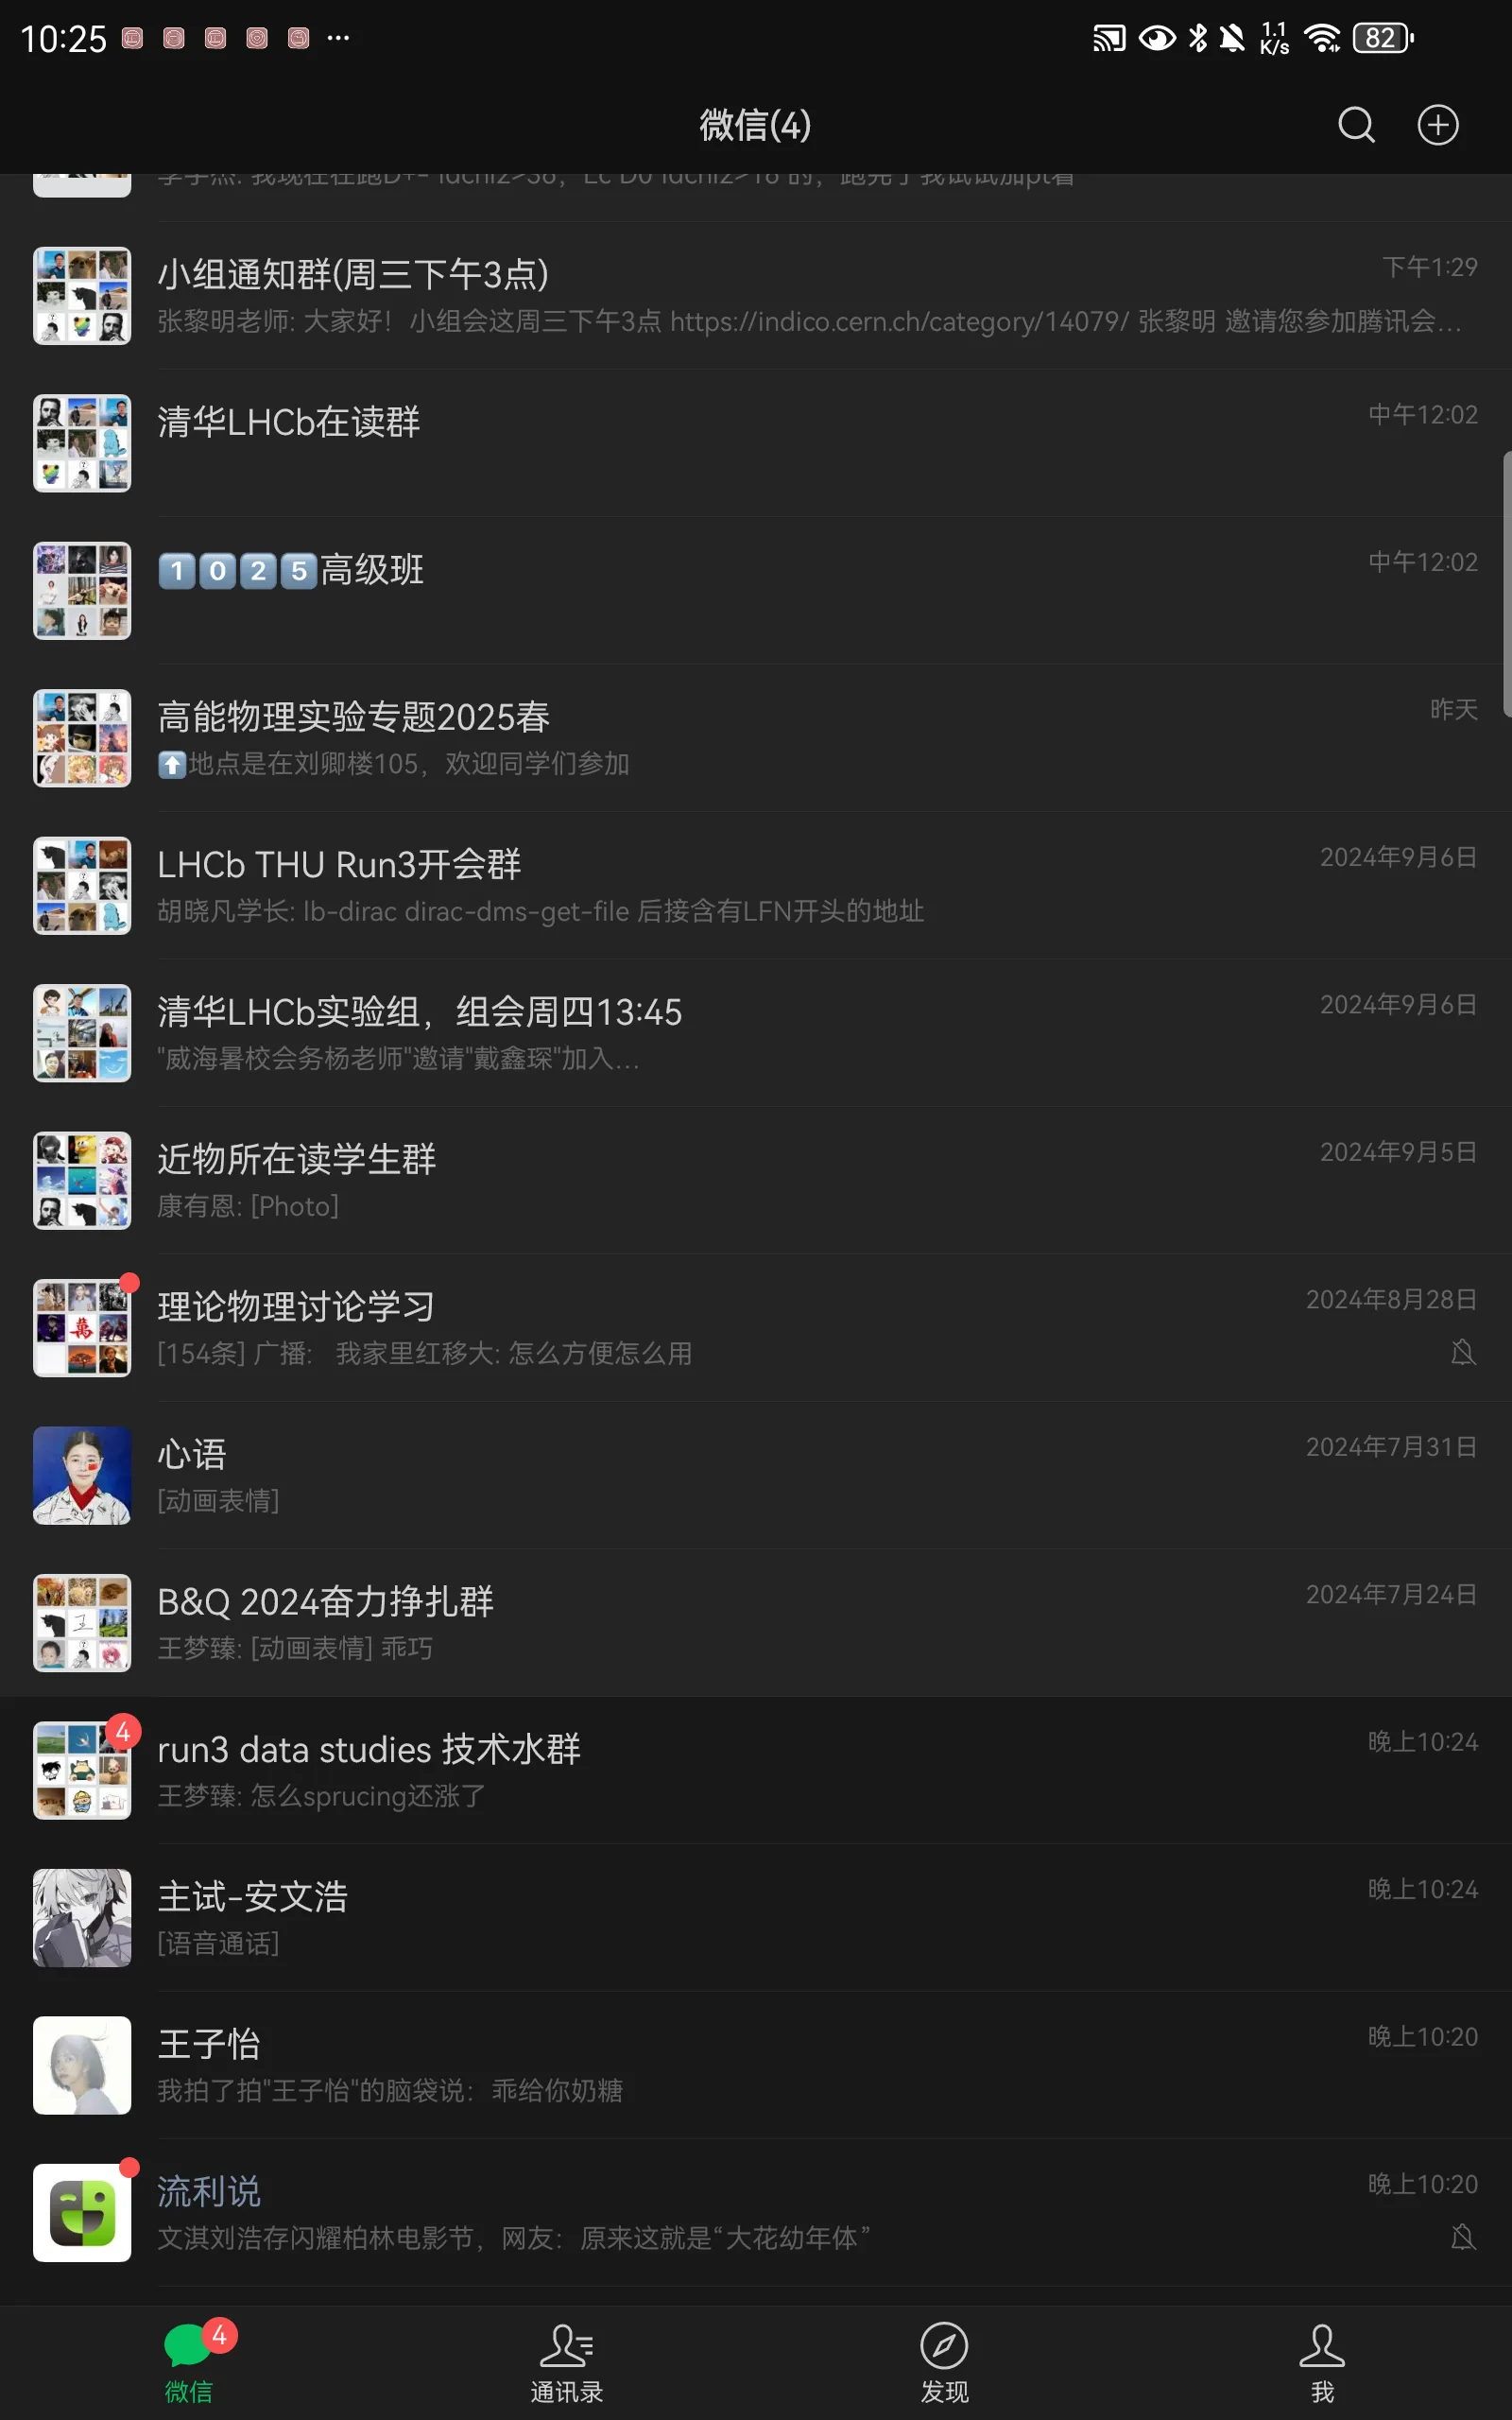 10:25
1.1
K/s
82
微信(4)
我现在在跑D+-
跑完了我试试加pt看
小组通知群(周三下午3点)
下午1:29
张黎明老师: 大家好！小组会这周三下午3点 https://indico.cern.ch/category/14079/ 张黎明 邀请您参加腾讯会…
清华LHCb在读群
中午12:02
1️⃣0️⃣2️⃣5️⃣高级班
中午12:02
高能物理实验专题2025春
昨天
⬆️地点是在刘卿楼105，欢迎同学们参加
LHCb THU Run3开会群
2024年9月6日
胡晓凡学长: lb-dirac dirac-dms-get-file 后接含有LFN开头的地址
清华LHCb实验组，组会周四13:45
2024年9月6日
"威海暑校会务杨老师"邀请"戴鑫琛"加入…
近物所在读学生群
2024年9月5日
康有恩: [Photo]
萬
理论物理讨论学习
2024年8月28日
[154条] 广播: 我家里红移大: 怎么方便怎么用
心语
2024年7月31日
[动画表情]
B&Q 2024奋力挣扎群
2024年7月24日
王梦臻: [动画表情] 乖巧
4
run3 data studies 技术水群
晚上10:24
王梦臻: 怎么sprucing还涨了
主试-安文浩
晚上10:24
[语音通话]
王子怡
晚上10:20
我拍了拍"王子怡"的脑袋说：乖给你奶糖
流利说
晚上10:20
文淇刘浩存闪耀柏林电影节，网友：原来这就是“大花幼年体”
4
微信
通讯录
发现
我